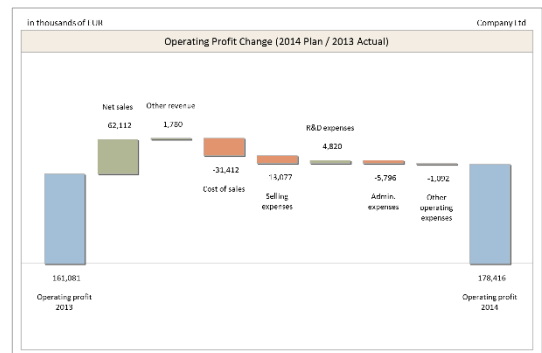 in thousands of EUR
Company Ltd
Operating Profit Change (2014 Plan / 2013 Actual)
Net sales
62,112
Other revenue
1,780
-31,412
Cost of sales
-13,077
Selling
expenses
R&D expenses
4,820
-5,796
Admin.
expenses
-1,092
Other
operating
expenses
161,081
Operating profit
2013
178,416
Operating profit
2014